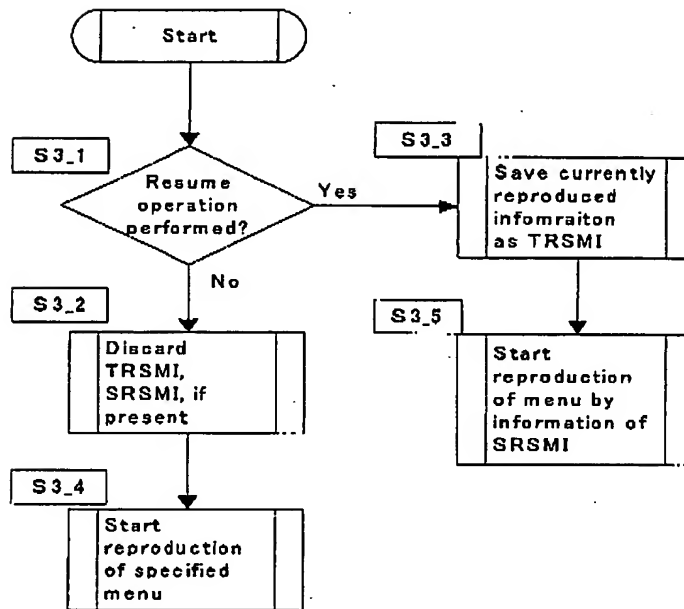 Start
S3_1
Resume
operation
performed?
Yes
No
S3_3
Save currently
reproduced
infomraiton
as TRSMI
S3_2
Discard
TRSMI,
SRSMI, if
present
S3_5
Start
reproduction
of menu by
information of
SRSMI
S3_4
Start
reproduction
of specified
menu